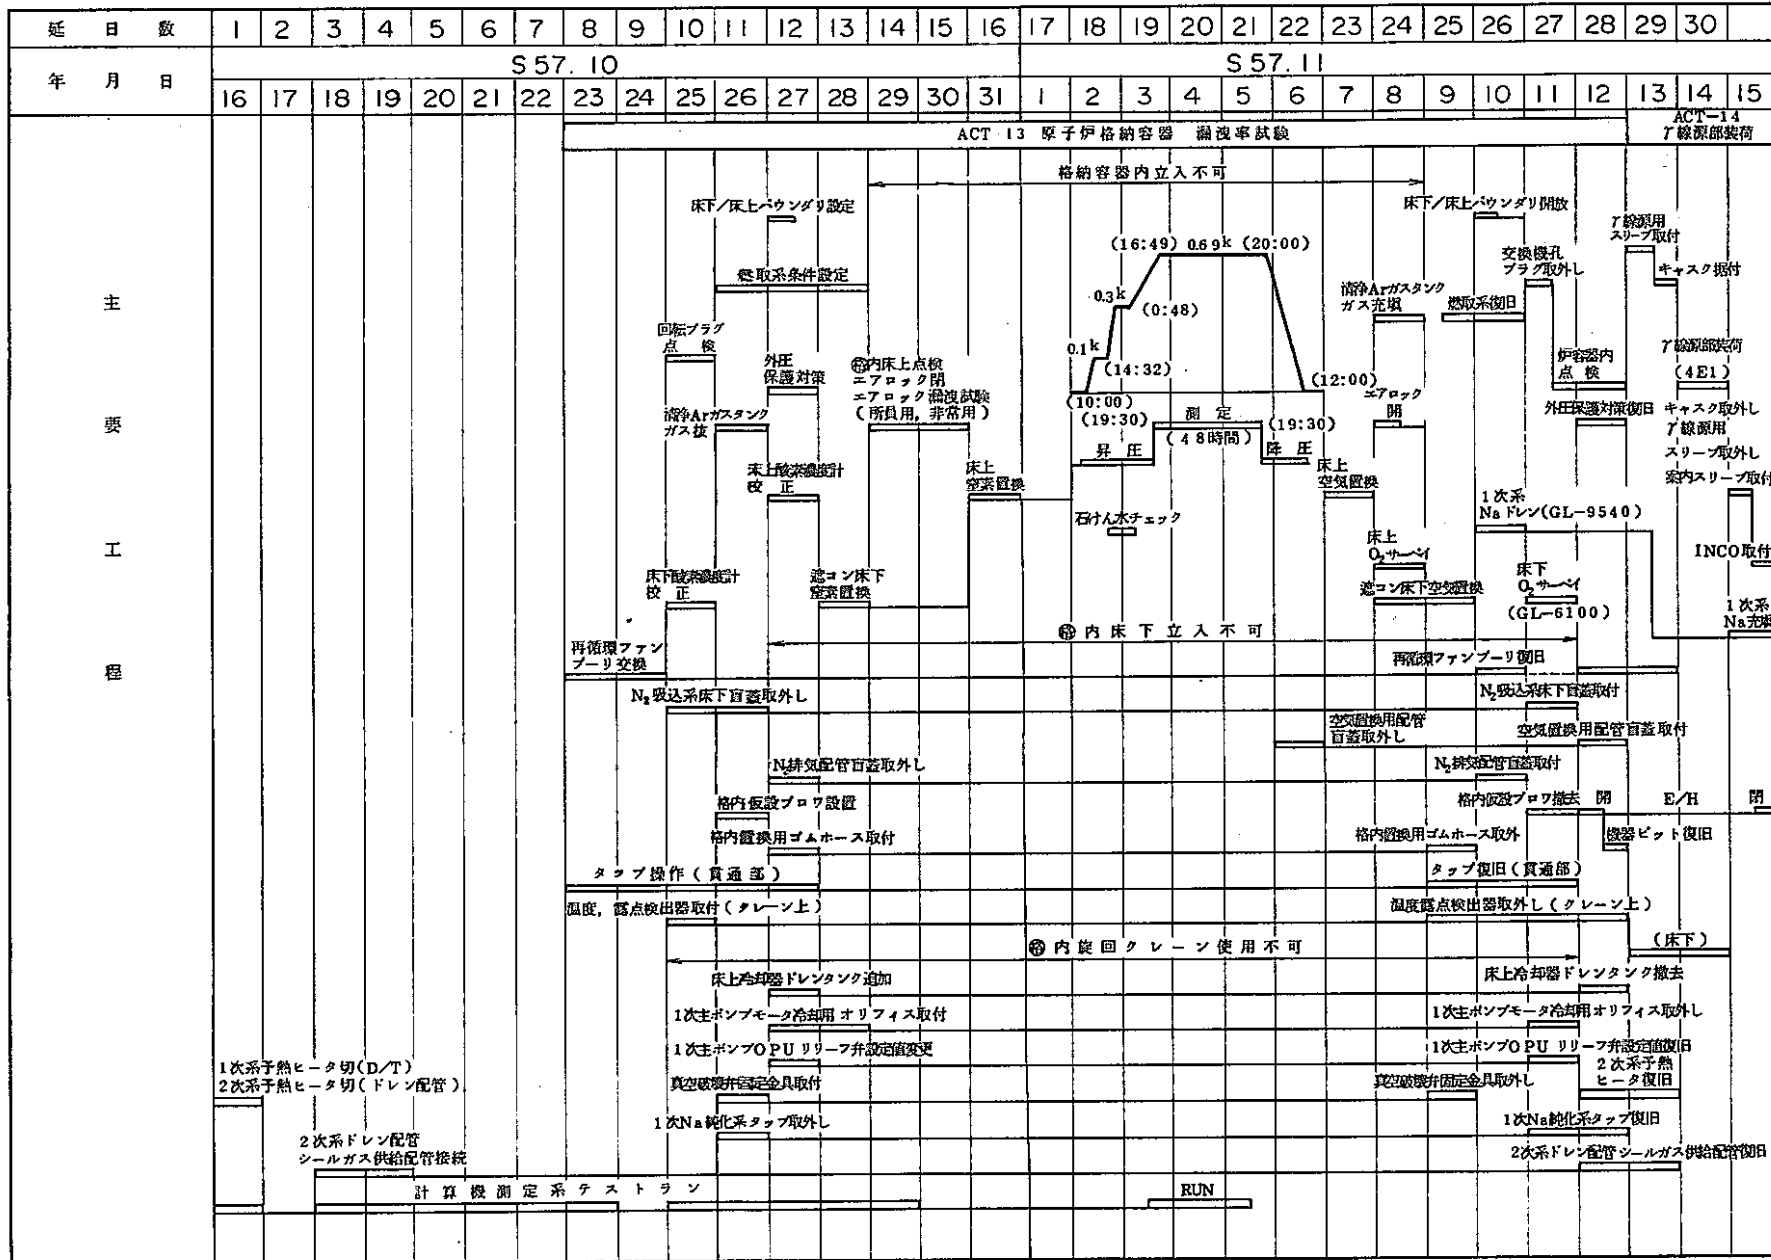 延日数 1 2 3 4 5 6 7 8 9 10 11 12 13 14 15 16 17 18 19 20 21 22 23 24 25 26 27 28 29 30
年月日
S 57. 10 S 57. 11
16 17 18 19 20 21 22 23 24 25 26 27 28 29 30 31 1 2 3 4 5 6 7 8 9 10 11 12 13 14 15
主要工程
ACT-13 原子炉格納容器 漏洩率試験
ACT-14
γ線源部装荷
格納容器内立入不可
床下/床上バウンダリ設定
床下/床上バウンダリ開放
γ線源用
スリーブ取付
(16:49) 0.69k (20:00)
交換機孔
プラグ取外し
キャスク据付
燃取系条件設定
0.3k
(0:48)
清浄Arガスタンク
ガス充填
燃取系復旧
回転プラグ
点検
0.1k
(14:32)
外圧
保護対策
格内床上点検
エアロック閉
エアロック漏洩試験
(所員用, 非常用)
炉容器内
点検
γ線源部装荷
(4E1)
(12:00)
(10:00)
エアロック
開
外圧保護対策復旧
キャスク取外し
γ線源用
スリーブ取外し
案内スリーブ取付
清浄Arガスタンク
ガス抜
(19:30) 測定 (19:30)
(48時間)
昇圧
降圧
床上酸素濃度計
校正
床上
窒素置換
床上
空気置換
石けん水チェック
1次系
Naドレン(GL-9540)
床上
O₂サーベイ
INCO取付
床下酸素濃度計
校正
遮コン床下
窒素置換
遮コン床下空気置換
床下
O₂サーベイ
(GL-6100)
1次系
Na充填
格内床下立入不可
再循環ファン
プーリ交換
再循環ファンプーリ復旧
N₂吸込系床下盲蓋取外し
N₂吸込系床下盲蓋取付
空気置換用配管
盲蓋取外し
空気置換用配管盲蓋取付
N₂排気配管盲蓋取外し
N₂排気配管盲蓋取付
格内仮設ブロワ設置
格内仮設ブロワ撤去 開 E/H 閉
格内置換用ゴムホース取付
格内置換用ゴムホース取外
機器ピット復旧
タップ操作(貫通部)
タップ復旧(貫通部)
温度, 露点検出器取付(クレーン上)
温度露点検出器取外し(クレーン上)
格内旋回クレーン使用不可
(床下)
床上冷却器ドレンタンク追加
床上冷却器ドレンタンク撤去
1次主ポンプモータ冷却用オリフィス取付
1次主ポンプモータ冷却用オリフィス取外し
1次主ポンプOPUリリーフ弁設定値変更
1次主ポンプOPUリリーフ弁設定値復旧
1次系予熱ヒータ切(D/T)
2次系予熱ヒータ切(ドレン配管)
真空破壊弁固定金具取付
真空破壊弁固定金具取外し
2次系予熱
ヒータ復旧
1次Na純化系タップ取外し
1次Na純化系タップ復旧
2次系ドレン配管
シールガス供給配管接続
2次系ドレン配管シールガス供給配管復旧
計算機測定系テストラン
RUN